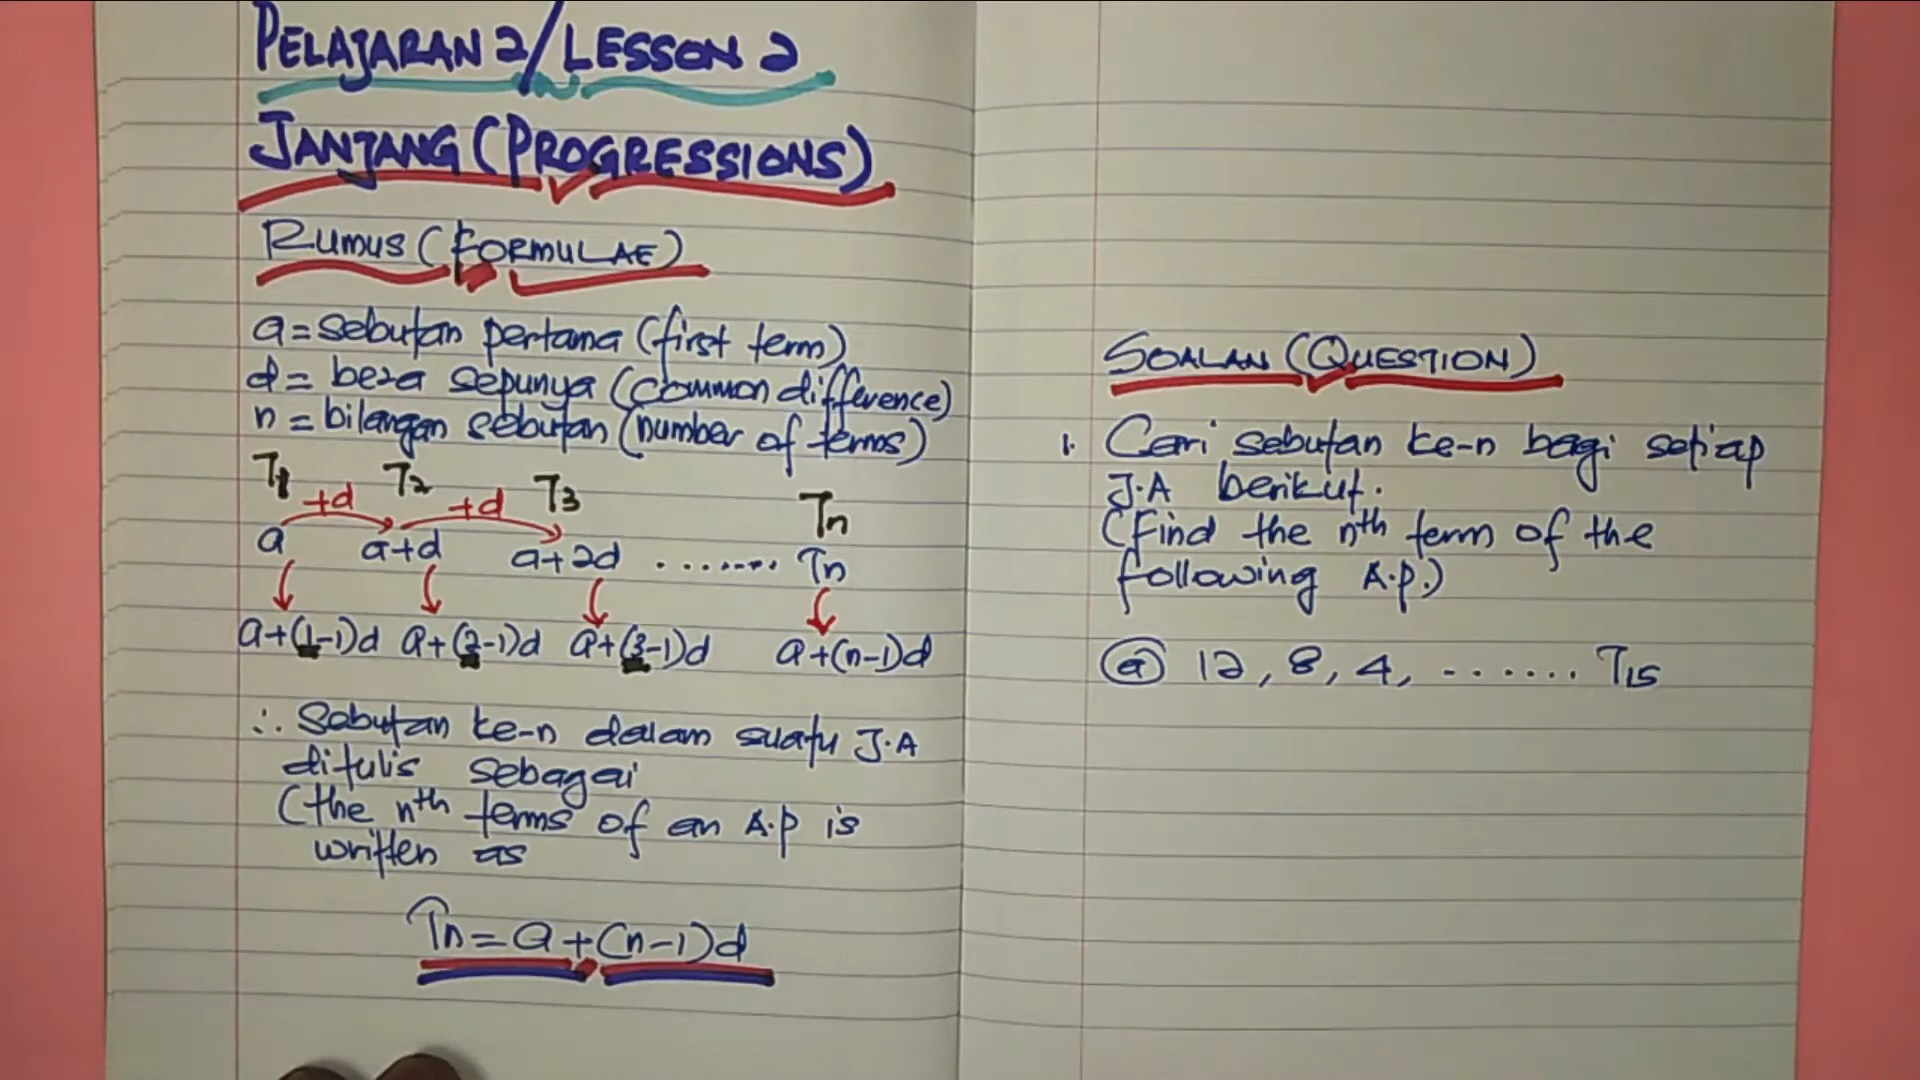 PELAJARAN 2/LESSON 2
JANJANG (PROGRESSIONS)
RUMUS (FORMULAE)
a = sebutan pertama (first term)
d = beza sepunya (common difference)
n = bilangan sebutan (number of terms)
T1 +d T2 +d T3 Tn
a a+d a+2d ........ Tn
a+(1-1)d a+(2-1)d a+(3-1)d a+(n-1)d
∴ Sebutan ke-n dalam suatu J.A
ditulis sebagai
(the nth terms of an A.P is
written as
Tn = a + (n-1)d
SOALAN (QUESTION)
1. Cari sebutan ke-n bagi setiap
J.A berikut.
(Find the nth term of the
following A.P.)
(a) 12, 8, 4, ....... T15